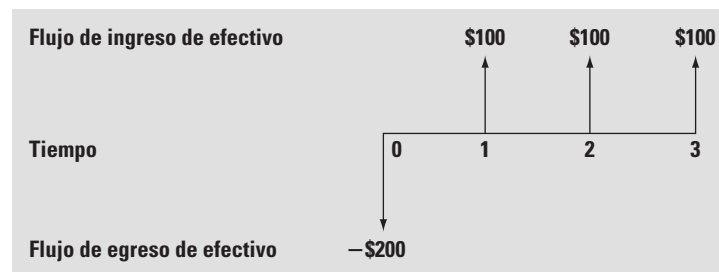 Flujo de ingreso de efectivo $100 $100 $100
Tiempo 0 1 2 3
Flujo de egreso de efectivo −$200